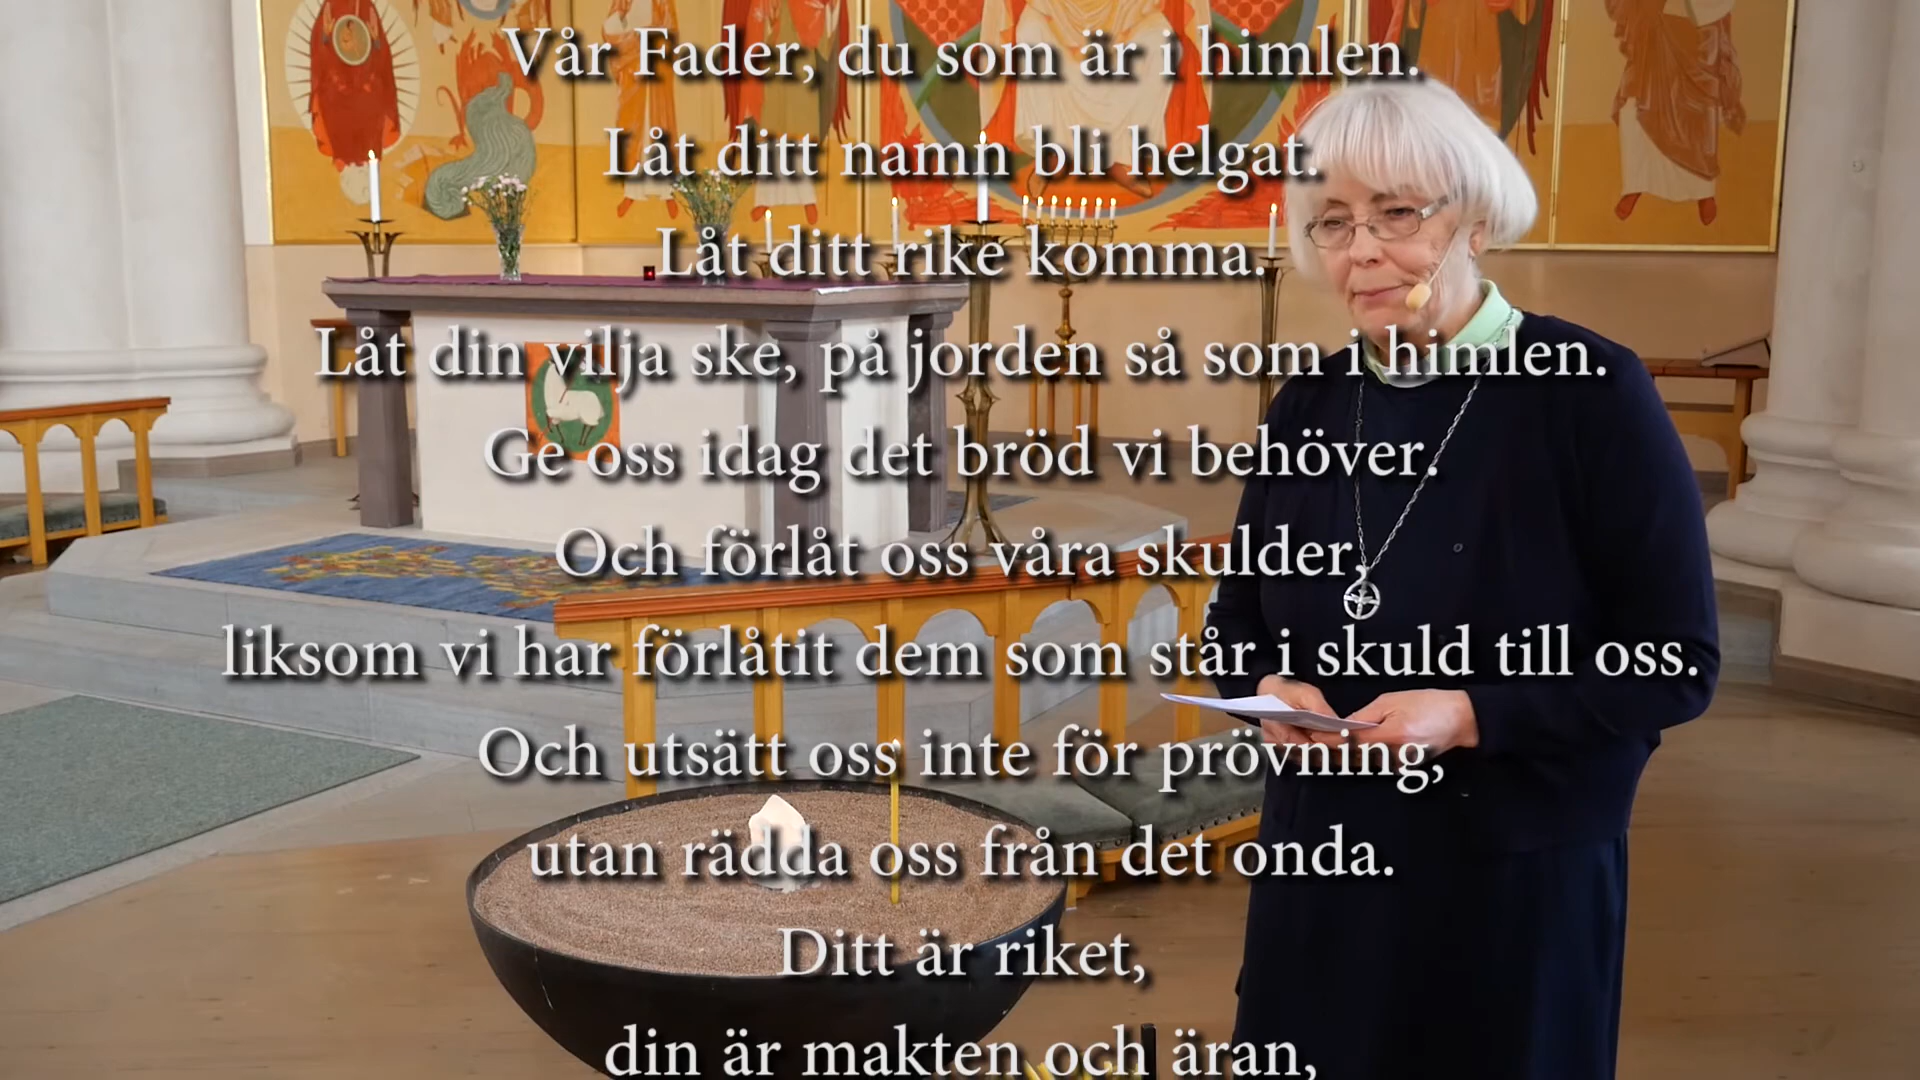 Vår Fader, du som är i himlen.
Låt ditt namn bli helgat.
Låt ditt rike komma.
Låt din vilja ske, på jorden så som i himlen.
Ge oss idag det bröd vi behöver.
Och förlåt oss våra skulder,
liksom vi har förlåtit dem som står i skuld till oss.
Och utsätt oss inte för prövning,
utan rädda oss från det onda.
Ditt är riket,
din är makten och äran,